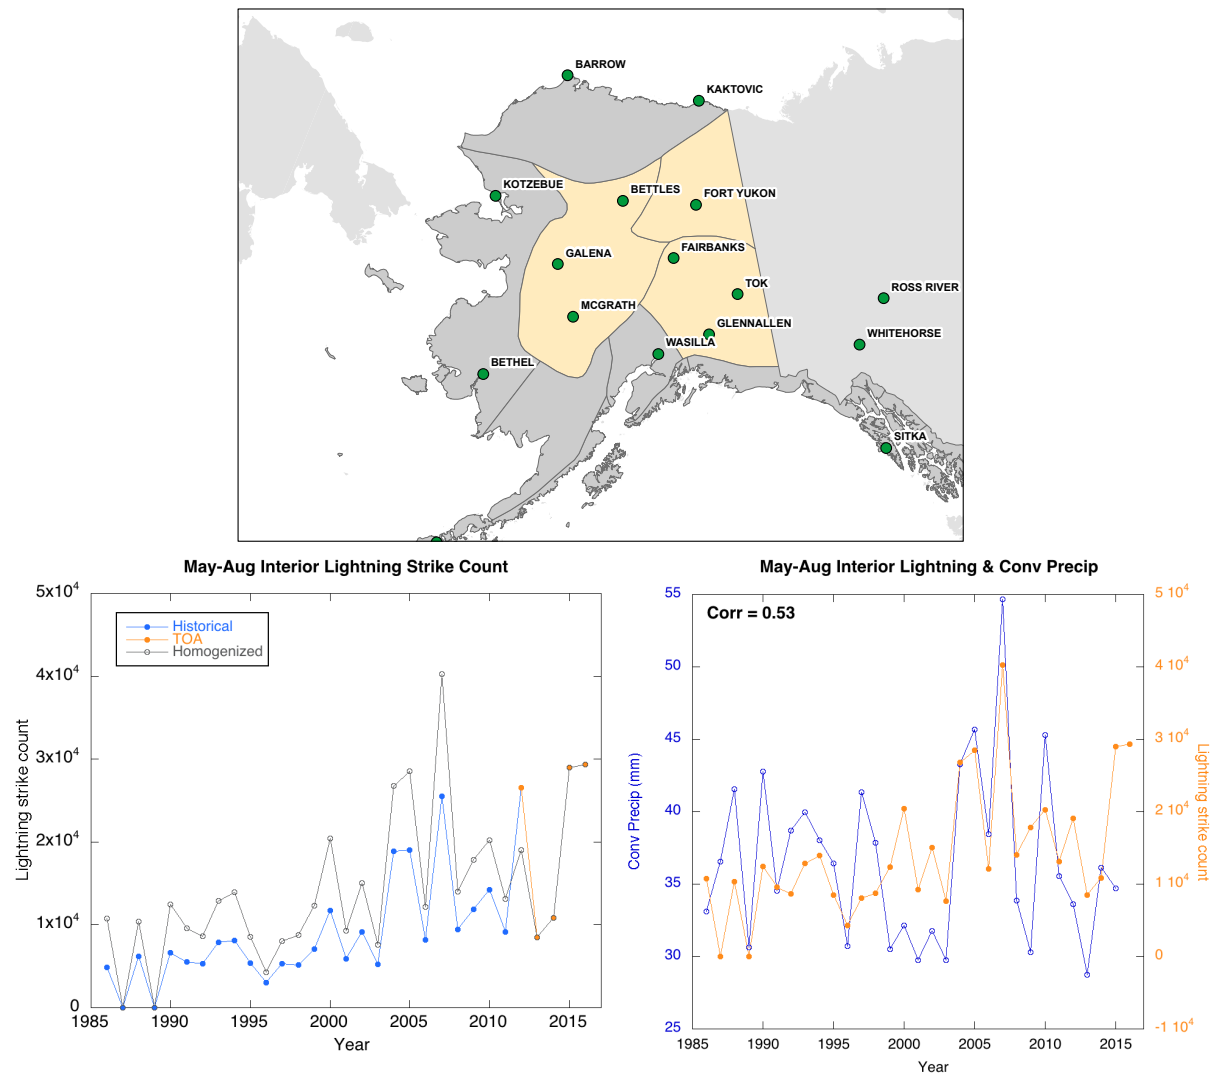 BARROW
KAKTOVIC
KOTZEBUE
BETTLES
FORT YUKON
FAIRBANKS
GALENA
TOK
ROSS RIVER
MCGRATH
GLENNALLEN
WHITEHORSE
WASILLA
BETHEL
SITKA
May-Aug Interior Lightning Strike Count
5x10⁴
4x10⁴
3x10⁴
2x10⁴
1x10⁴
0
Lightning strike count
Historical
TOA
Homogenized
1985 1990 1995 2000 2005 2010 2015
Year
May-Aug Interior Lightning & Conv Precip
Corr = 0.53
55
50
45
40
35
30
25
Conv Precip (mm)
5 10⁴
4 10⁴
3 10⁴
2 10⁴
1 10⁴
0
-1 10⁴
Lightning strike count
1985 1990 1995 2000 2005 2010 2015
Year